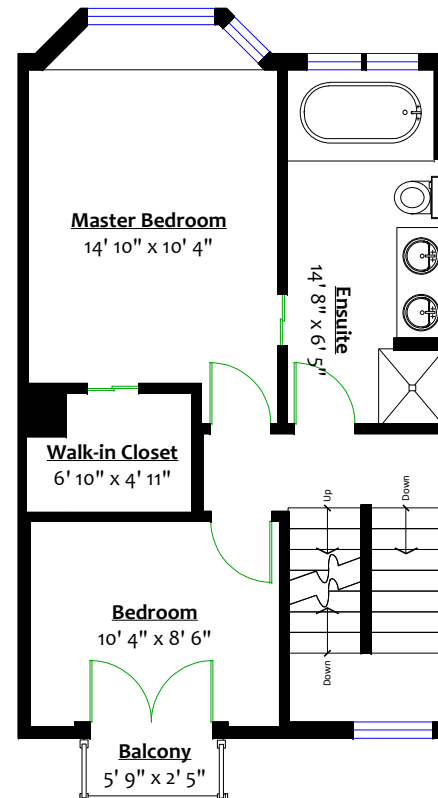 Master Bedroom
14' 10" x 10' 4"
Ensuite
14' 8" x 6' 5"
Walk-in Closet
6' 10" x 4' 11"
Up
Down
Bedroom
10' 4" x 8' 6"
Down
Balcony
5' 9" x 2' 5"